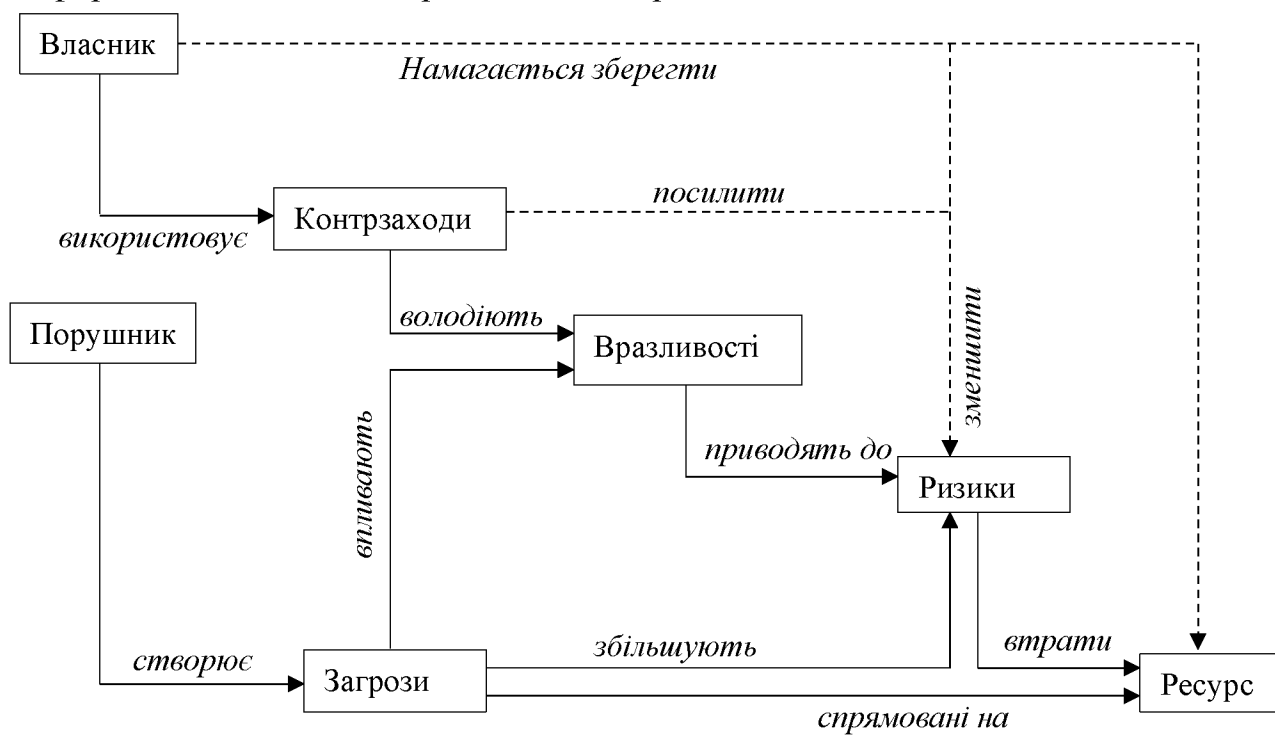 Власник
Намагається зберегти
посилити
Контрзаходи
використовує
володіють
Порушник
Вразливості
зменшити
впливають
приводять до
Ризики
створює
Загрози
збільшують
втрати
Ресурс
спрямовані на